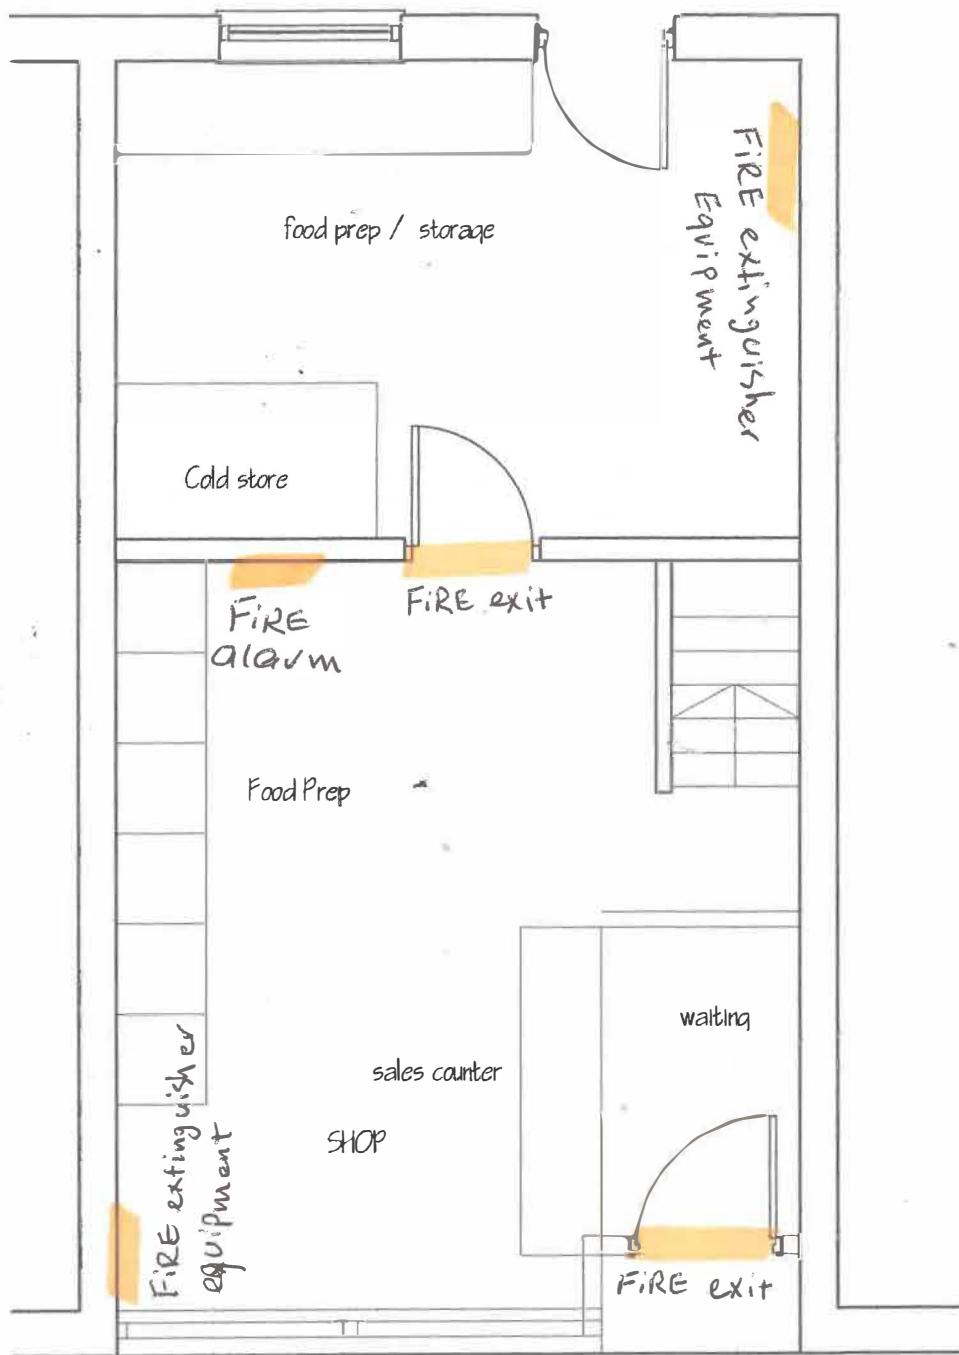 food prep / storage
FiRE extinguisher
Equipment
Cold store
FiRE
alarm
FiRE exit
Food Prep
waiting
sales counter
SHOP
FiRE extinguisher
equipment
FiRE exit